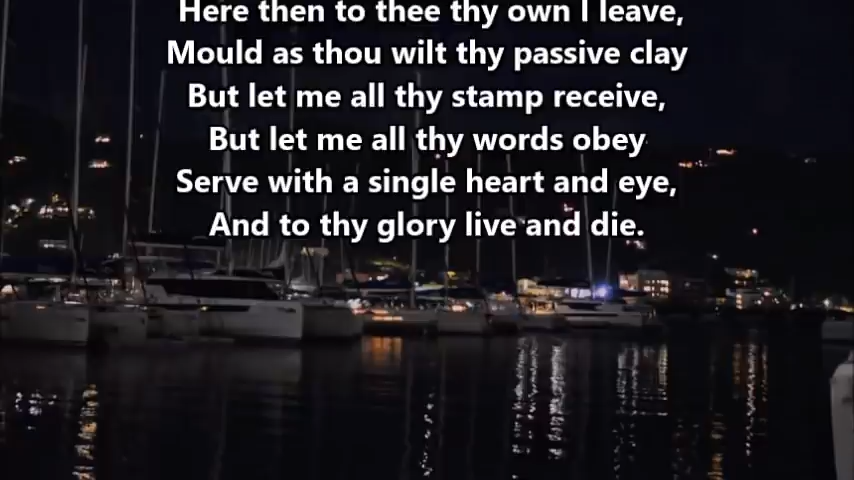 Here then to thee thy own I leave,
Mould as thou wilt thy passive clay
But let me all thy stamp receive,
But let me all thy words obey
Serve with a single heart and eye,
And to thy glory live and die.